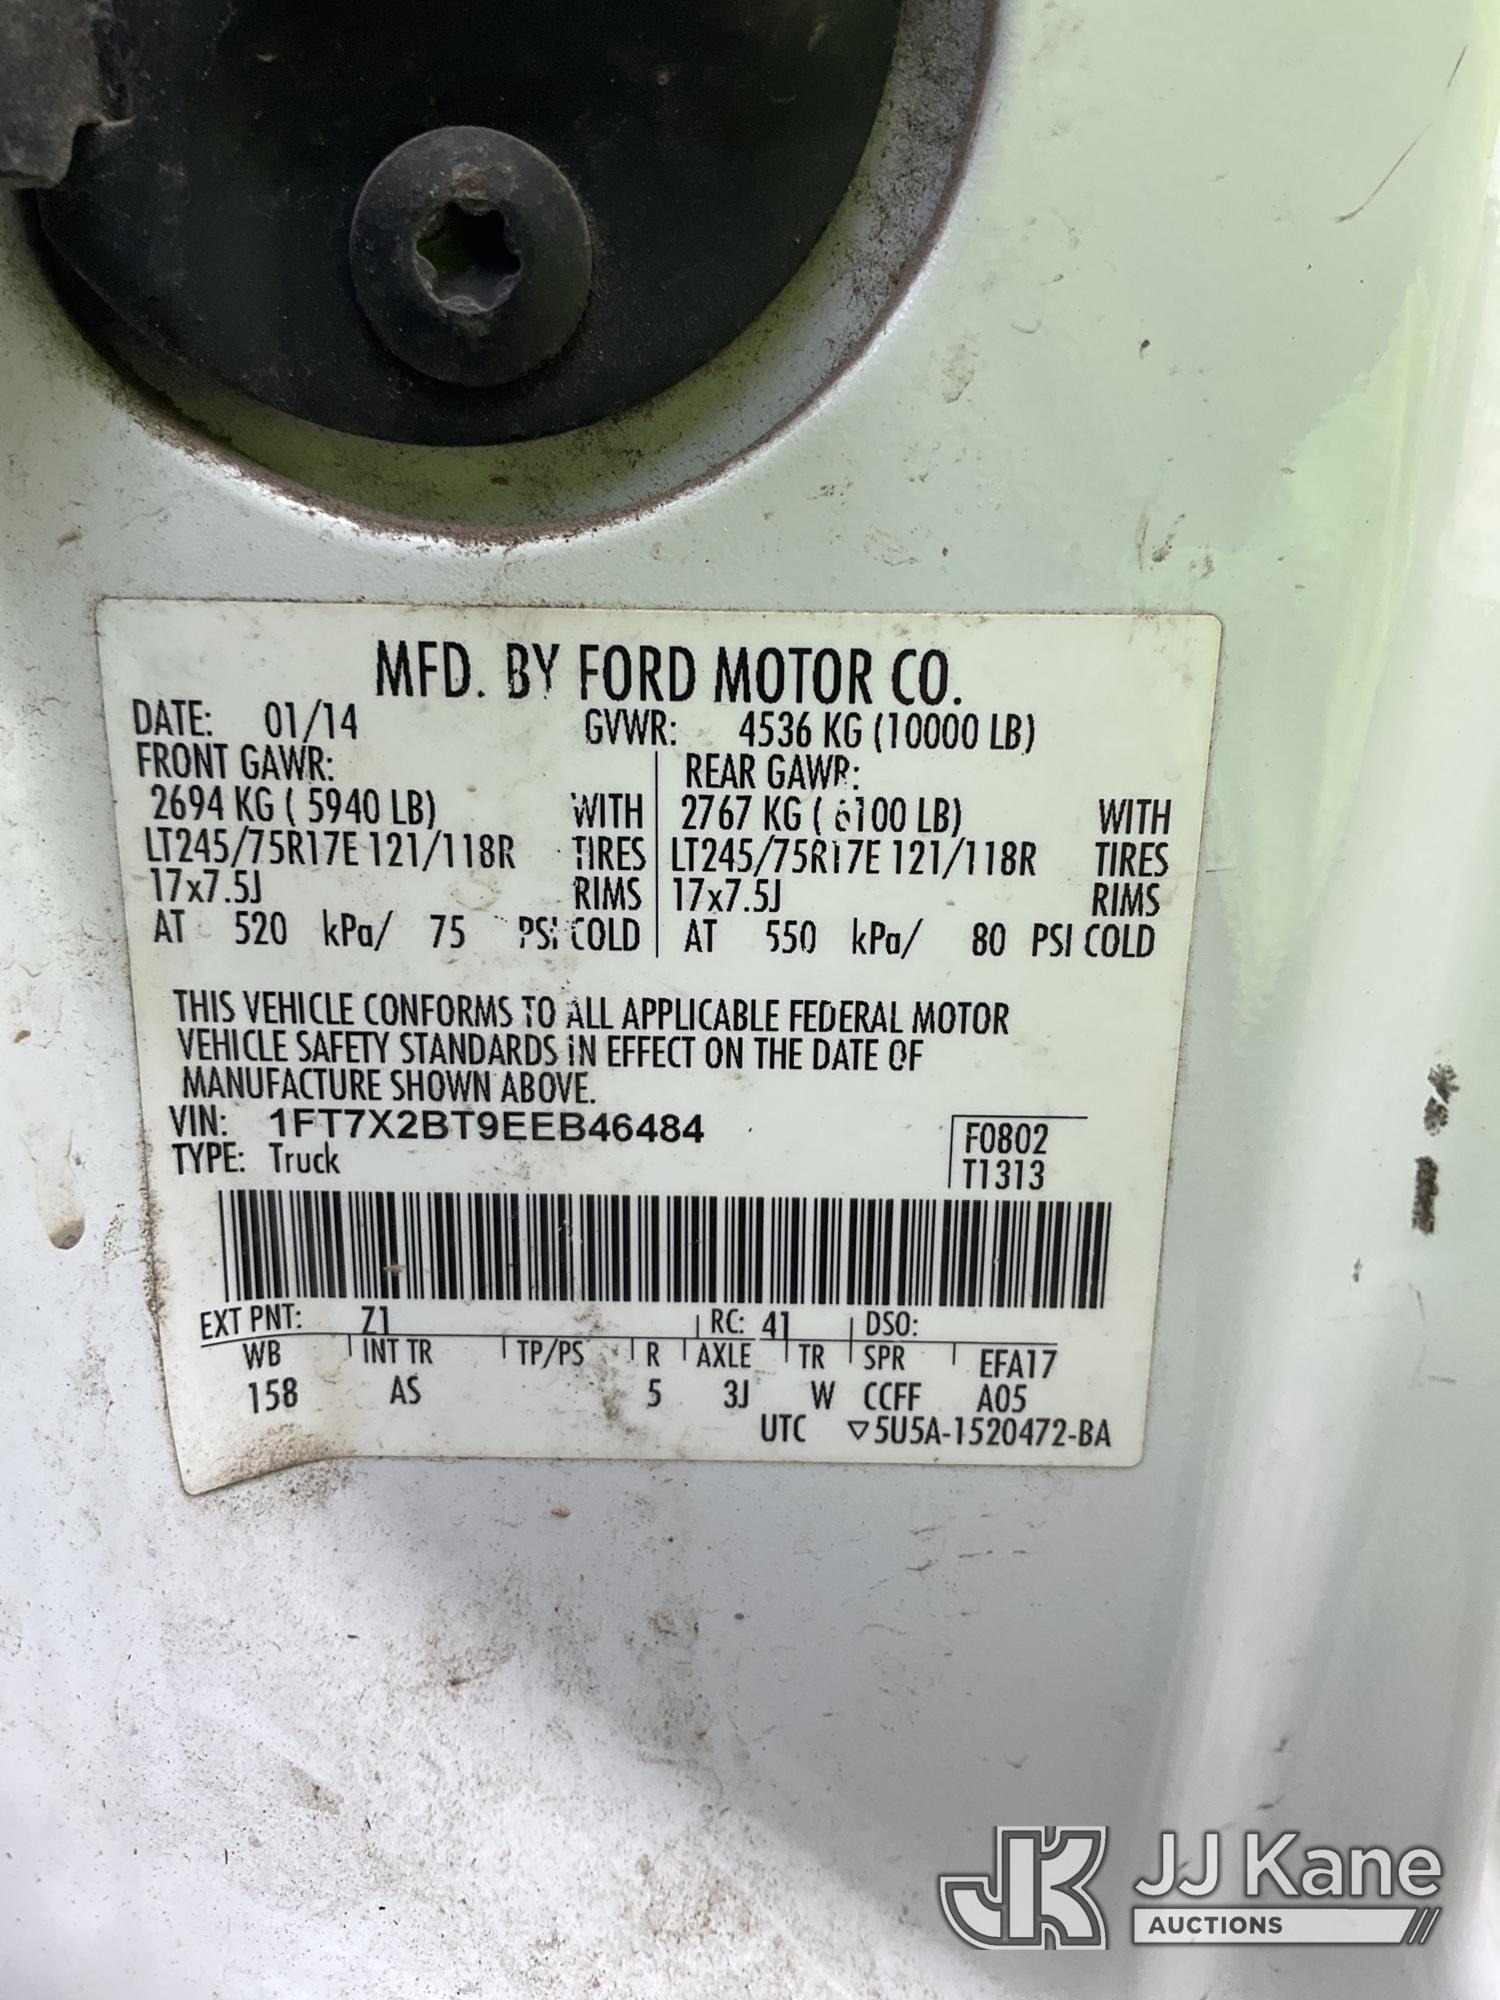 MFD. BY FORD MOTOR CO.
DATE: 01/14 GVWR: 4536 KG (10000 LB)
FRONT GAWR: REAR GAWR:
2694 KG ( 5940 LB) WITH 2767 KG ( 6100 LB) WITH
LT245/75R17E 121/118R TIRES LT245/75R17E 121/118R TIRES
17x7.5J RIMS 17x7.5J RIMS
AT 520 kPa/ 75 PSI COLD AT 550 kPa/ 80 PSI COLD
THIS VEHICLE CONFORMS TO ALL APPLICABLE FEDERAL MOTOR
VEHICLE SAFETY STANDARDS IN EFFECT ON THE DATE OF
MANUFACTURE SHOWN ABOVE.
VIN: 1FT7X2BT9EEB46484 F0802
TYPE: Truck T1313
EXT PNT: Z1 RC: 41 DSO:
WB INT TR TP/PS R AXLE TR SPR EFA17
158 AS 5 3J W CCFF A05
UTC ▽5U5A-1520472-BA
JK JJ Kane
AUCTIONS